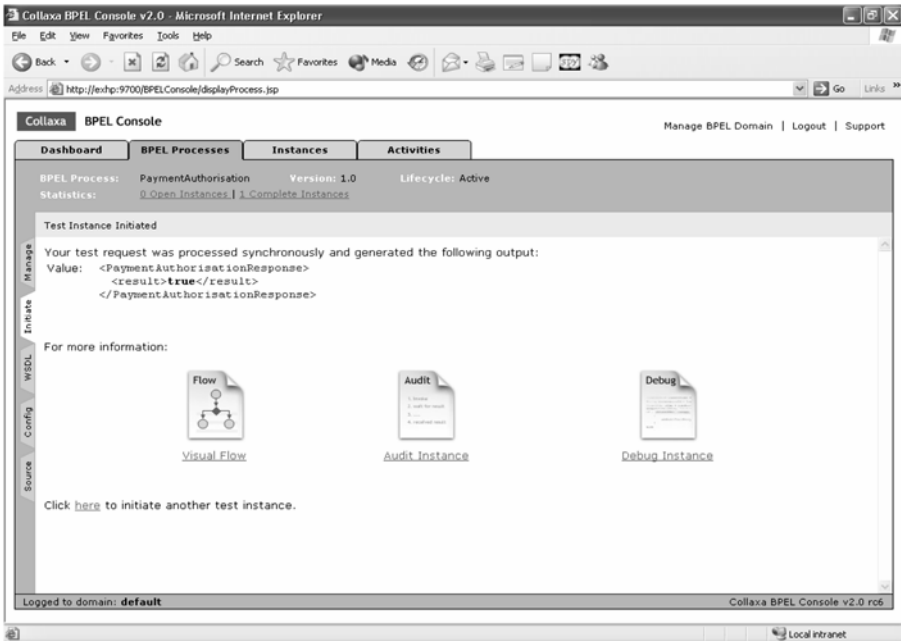 Collaxa BPEL Console v2.0 - Microsoft Internet Explorer
File Edit View Favorites Tools Help
Back Search Favorites Media
Address http://exhp:9700/BPELConsole/displayProcess.jsp Go Links »
Collaxa BPEL Console
Manage BPEL Domain | Logout | Support
Dashboard BPEL Processes Instances Activities
BPEL Process: PaymentAuthorisation Version: 1.0 Lifecycle: Active
Statistics: 0 Open Instances | 1 Complete Instances
Test Instance Initiated
Manage
Initiate
WSDL
Config
Source
Your test request was processed synchronously and generated the following output:
Value: <PaymentAuthorisationResponse>
<result>true</result>
</PaymentAuthorisationResponse>
For more information:
Flow Audit Debug
Visual Flow Audit Instance Debug Instance
Click here to initiate another test instance.
Logged to domain: default Collaxa BPEL Console v2.0 rc6
Local intranet